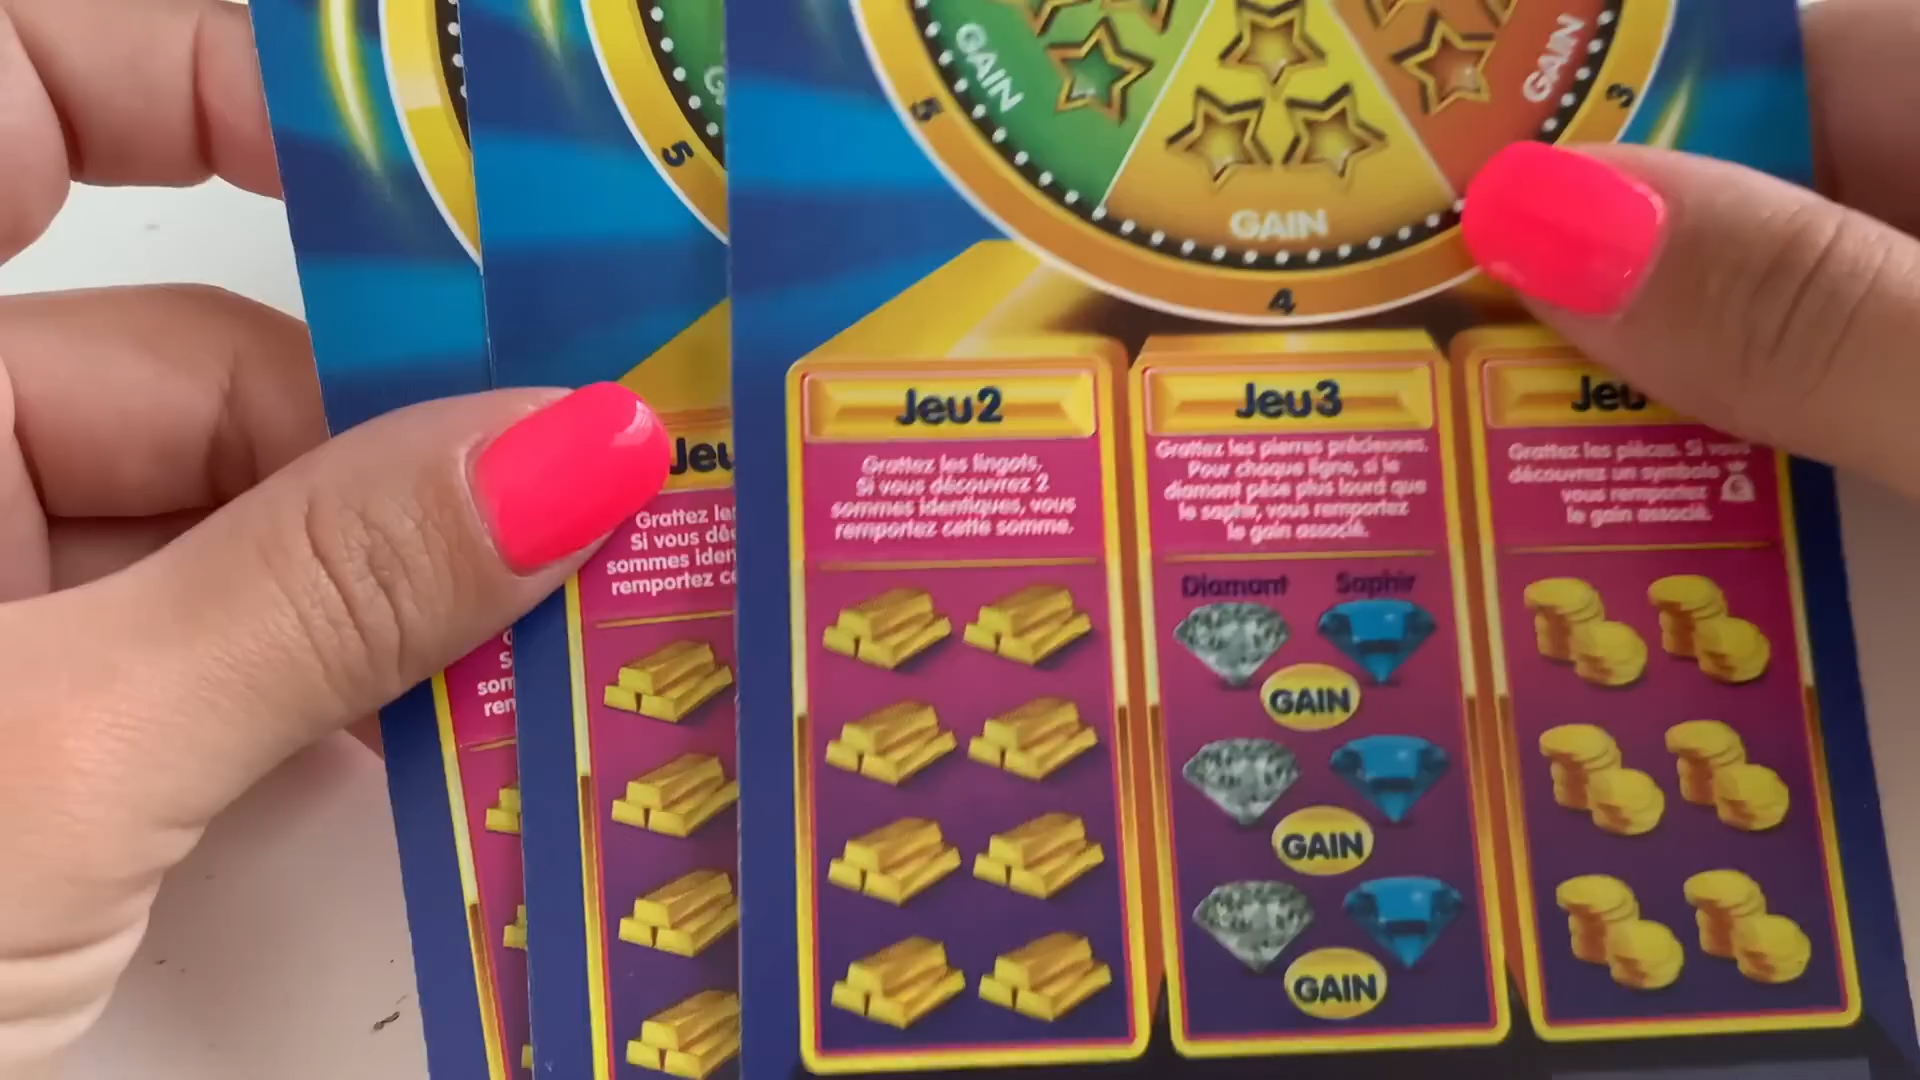 GAIN
GAIN
GAIN
5
5
3
4
Jeu2
Grattez les lingots.
Si vous découvrez 2
sommes identiques, vous
remportez cette somme.
Jeu3
Grattez les pierres précieuses.
Pour chaque ligne, si le
diamant pèse plus lourd que
le saphir, vous remportez
le gain associé.
Diamant Saphir
GAIN
GAIN
GAIN
Jeu
Grattez les pièces. Si vous
découvrez un symbole
vous remportez
le gain associé.
Jeu
Grattez le
Si vous dé
sommes iden
remportez c
S
som
rem